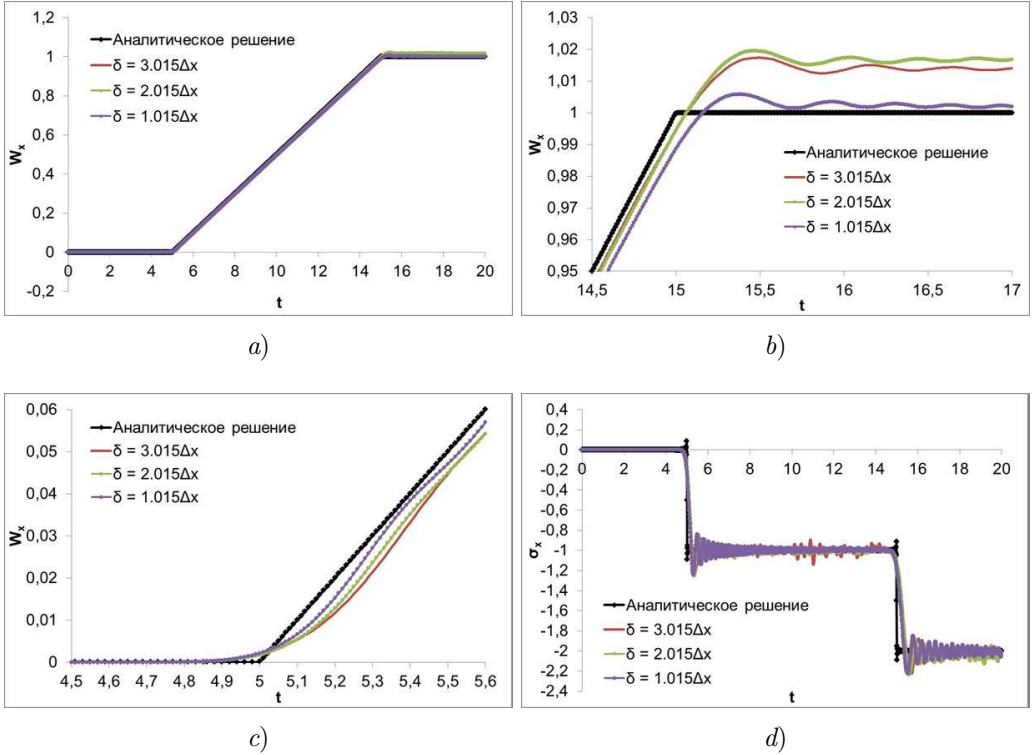 1,2
1
0,8
0,6
0,4
0,2
0
-0,2
0 2 4 6 8 10 12 14 16 18 20
W_x
t
Аналитическое решение
δ = 3.015Δx
δ = 2.015Δx
δ = 1.015Δx
a)
1,03
1,02
1,01
1
0,99
0,98
0,97
0,96
0,95
14,5 15 15,5 16 16,5 17
W_x
t
Аналитическое решение
δ = 3.015Δx
δ = 2.015Δx
δ = 1.015Δx
b)
0,06
0,05
0,04
0,03
0,02
0,01
0
4,5 4,6 4,7 4,8 4,9 5 5,1 5,2 5,3 5,4 5,5 5,6
W_x
t
Аналитическое решение
δ = 3.015Δx
δ = 2.015Δx
δ = 1.015Δx
c)
0,4
0,2
0
-0,2
-0,4
-0,6
-0,8
-1
-1,2
-1,4
-1,6
-1,8
-2
-2,2
-2,4
0 2 4 6 8 10 12 14 16 18 20
σ_x
t
Аналитическое решение
δ = 3.015Δx
δ = 2.015Δx
δ = 1.015Δx
d)